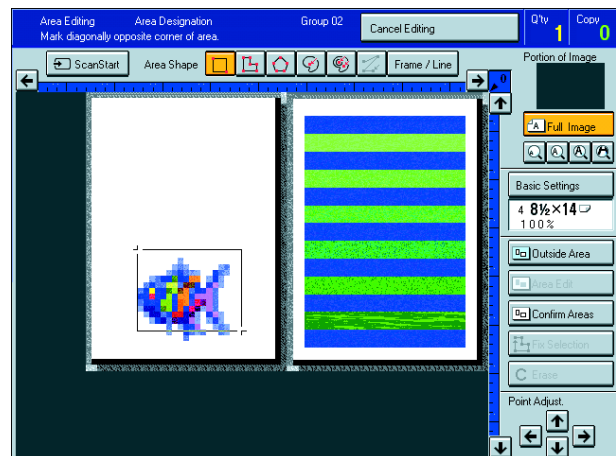 Area Editing Area Designation Group 02
Mark diagonally opposite corner of area.
Cancel Editing
Q'ty Copy
1 0
ScanStart Area Shape Frame / Line
Portion of Image
0
A Full Image
A A A
Basic Settings
4 8½×14
100%
Outside Area
Area Edit
Confirm Areas
Fix Selection
C Erase
Point Adjust.